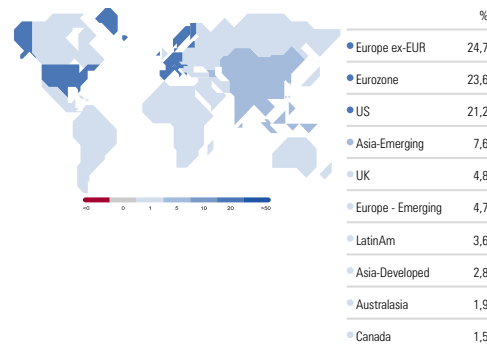 %
Europe ex-EUR 24,7
Eurozone 23,6
US 21,2
Asia-Emerging 7,6
UK 4,8
Europe - Emerging 4,7
LatinAm 3,6
Asia-Developed 2,8
Australasia 1,9
Canada 1,5
<0 0 1 5 10 20 >50